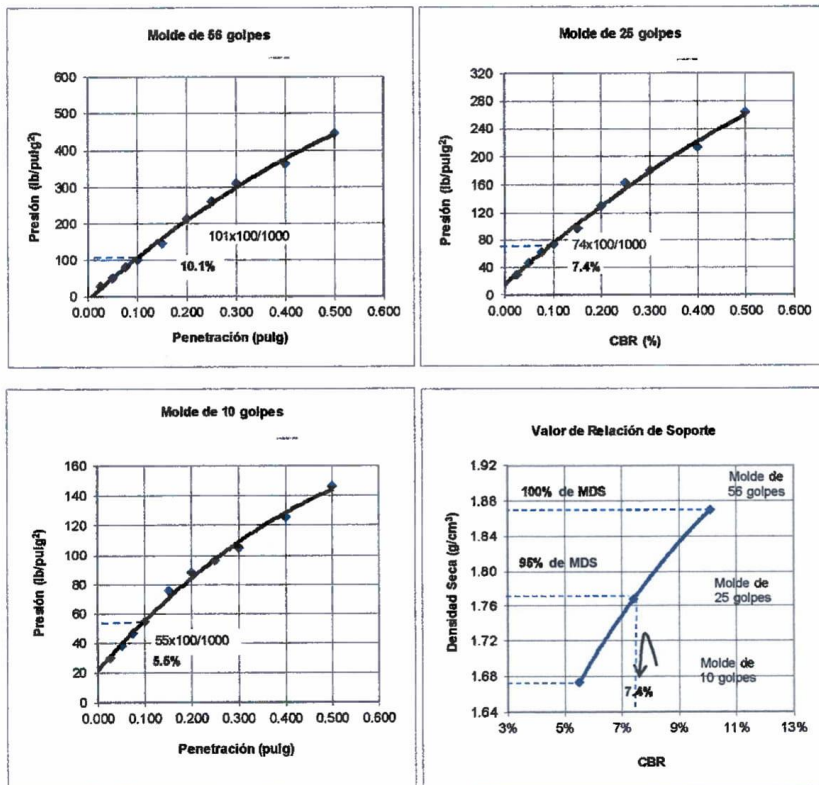 Molde de 56 golpes
Presión (lb/pulg²)
600
500
400
300
200
100
0
101x100/1000
10.1%
0.000 0.100 0.200 0.300 0.400 0.500 0.600
Penetración (pulg)
Molde de 25 golpes
Presión (lb/pulg²)
320
280
240
200
160
120
80
40
0
74x100/1000
7.4%
0.000 0.100 0.200 0.300 0.400 0.500 0.600
CBR (%)
Molde de 10 golpes
Presión (lb/pulg²)
160
140
120
100
80
60
40
20
0
55x100/1000
5.5%
0.000 0.100 0.200 0.300 0.400 0.500 0.600
Penetración (pulg)
Valor de Relación de Soporte
Densidad Seca (g/cm³)
1.92
1.88
1.84
1.80
1.76
1.72
1.68
1.64
100% de MDS
Molde de
56 golpes
95% de MDS
Molde de
25 golpes
Molde de
10 golpes
7.4%
3% 5% 7% 9% 11% 13%
CBR